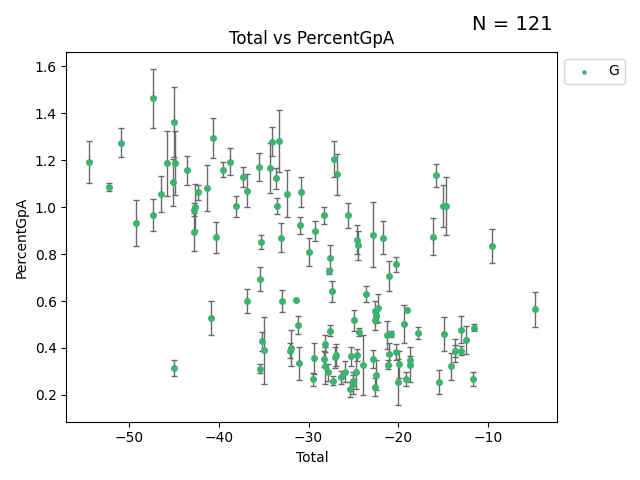 N = 121
Total vs PercentGpA
G
PercentGpA
1.6
1.4
1.2
1.0
0.8
0.6
0.4
0.2
−50 −40 −30 −20 −10
Total